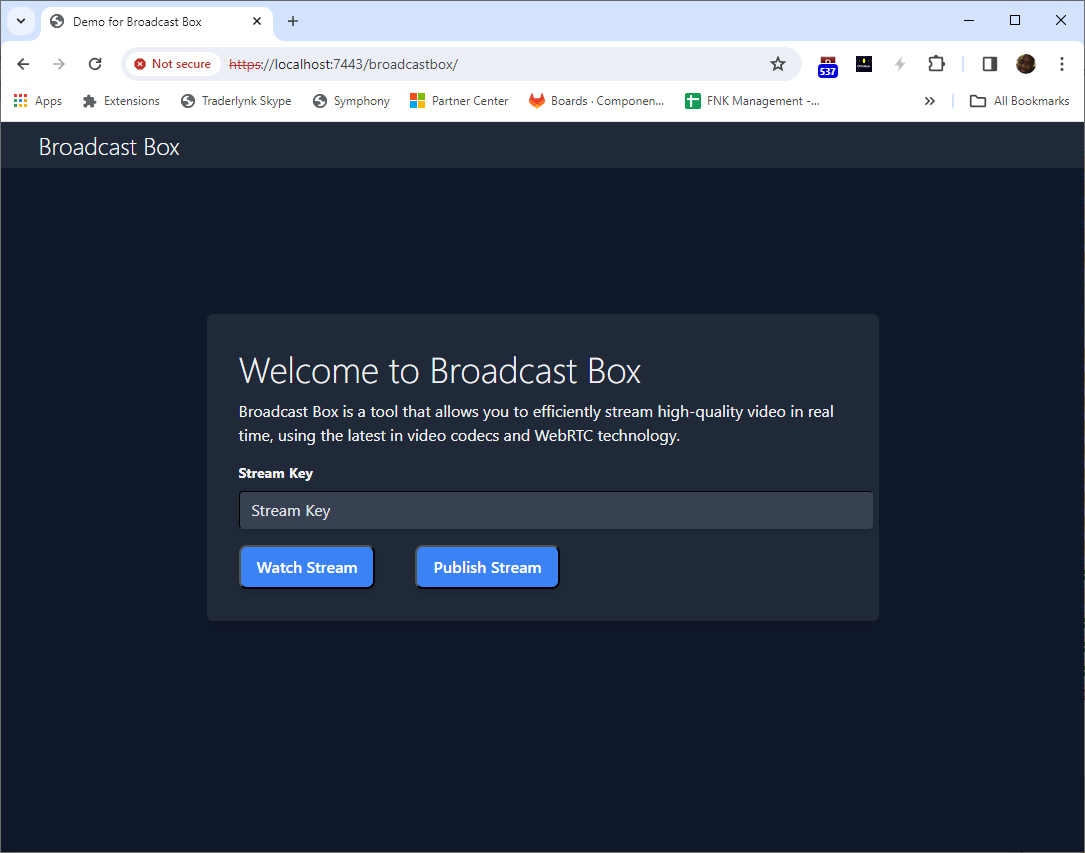 Demo for Broadcast Box
Not secure https://localhost:7443/broadcastbox/ 537
Apps Extensions Traderlynk Skype Symphony Partner Center Boards · Componen... FNK Management -... All Bookmarks
Broadcast Box
Welcome to Broadcast Box
Broadcast Box is a tool that allows you to efficiently stream high-quality video in real
time, using the latest in video codecs and WebRTC technology.
Stream Key
Stream Key
Watch Stream Publish Stream